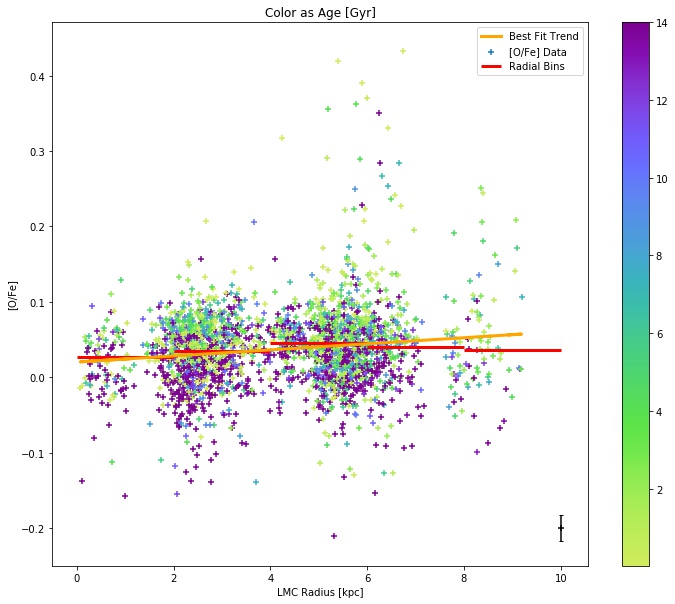 Color as Age [Gyr]
Best Fit Trend
[O/Fe] Data
Radial Bins
[O/Fe]
0.4
0.3
0.2
0.1
0.0
−0.1
−0.2
0 2 4 6 8 10
LMC Radius [kpc]
14
12
10
8
6
4
2